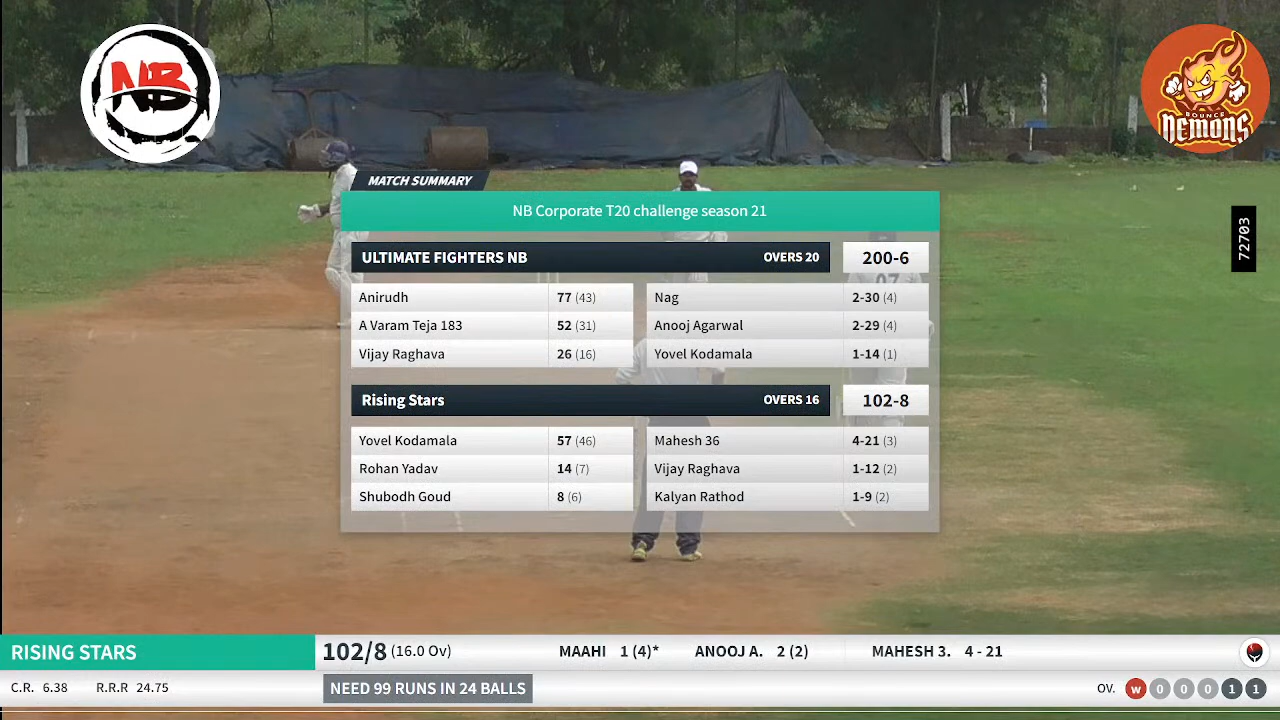 NB
BOUNCE
DEMONS
MATCH SUMMARY
NB Corporate T20 challenge season 21
72703
ULTIMATE FIGHTERS NB OVERS 20 200-6
Anirudh 77 (43) Nag 2-30 (4)
A Varam Teja 183 52 (31) Anooj Agarwal 2-29 (4)
Vijay Raghava 26 (16) Yovel Kodamala 1-14 (1)
Rising Stars OVERS 16 102-8
Yovel Kodamala 57 (46) Mahesh 36 4-21 (3)
Rohan Yadav 14 (7) Vijay Raghava 1-12 (2)
Shubodh Goud 8 (6) Kalyan Rathod 1-9 (2)
RISING STARS 102/8 (16.0 Ov) MAAHI 1 (4)* ANOOJ A. 2 (2) MAHESH 3. 4 - 21
C.R. 6.38 R.R.R 24.75 NEED 99 RUNS IN 24 BALLS OV. w 0 0 0 1 1